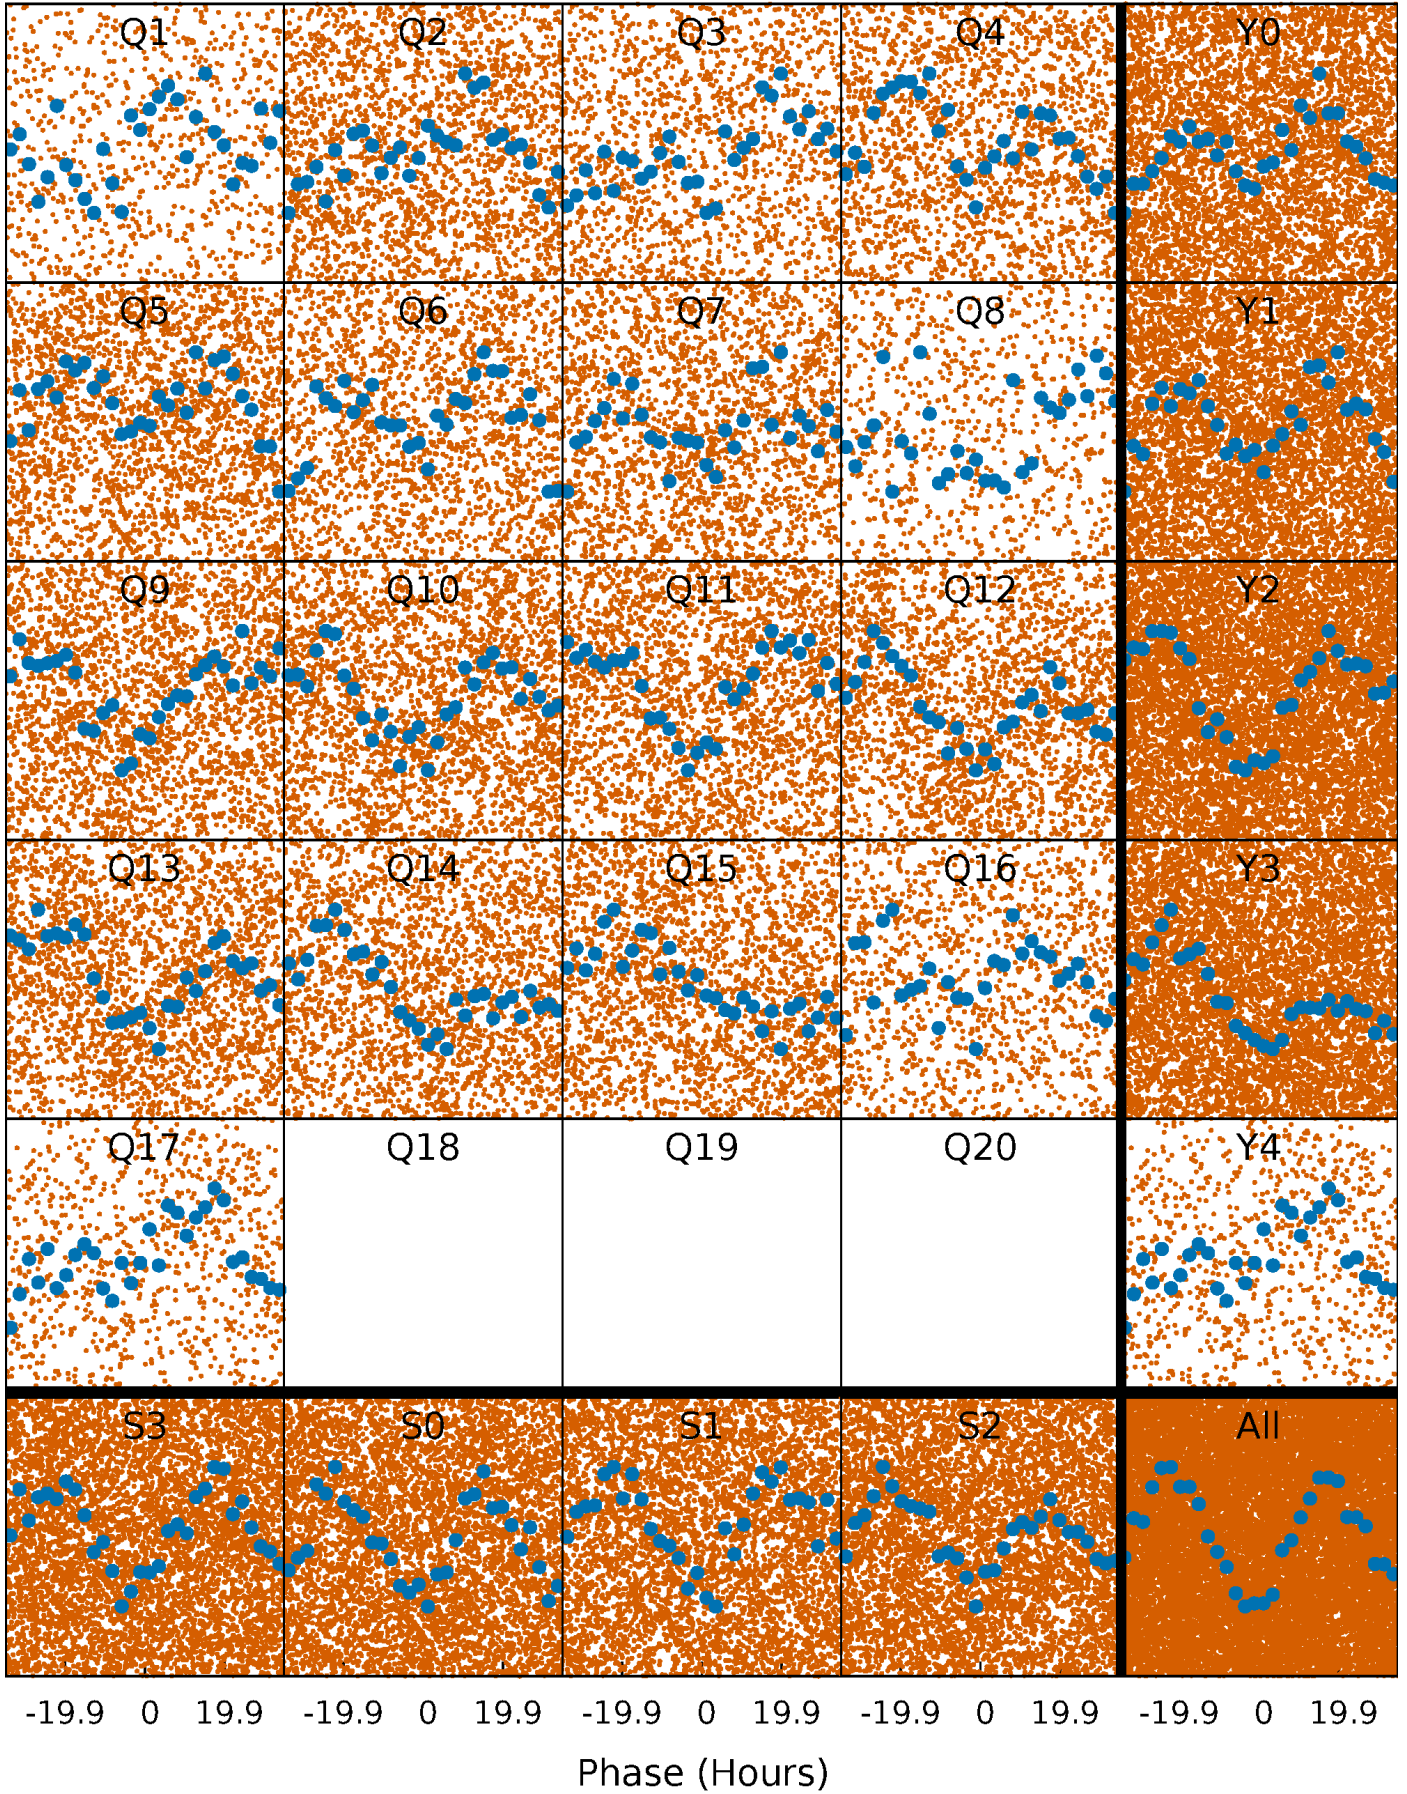 Q1 Q2 Q3 Q4 Y0
Q5 Q6 Q7 Q8 Y1
Q9 Q10 Q11 Q12 Y2
Q13 Q14 Q15 Q16 Y3
Q17 Q18 Q19 Q20 Y4
S3 S0 S1 S2 All
-19.9 0 19.9 -19.9 0 19.9 -19.9 0 19.9 -19.9 0 19.9 -19.9 0 19.9
Phase (Hours)